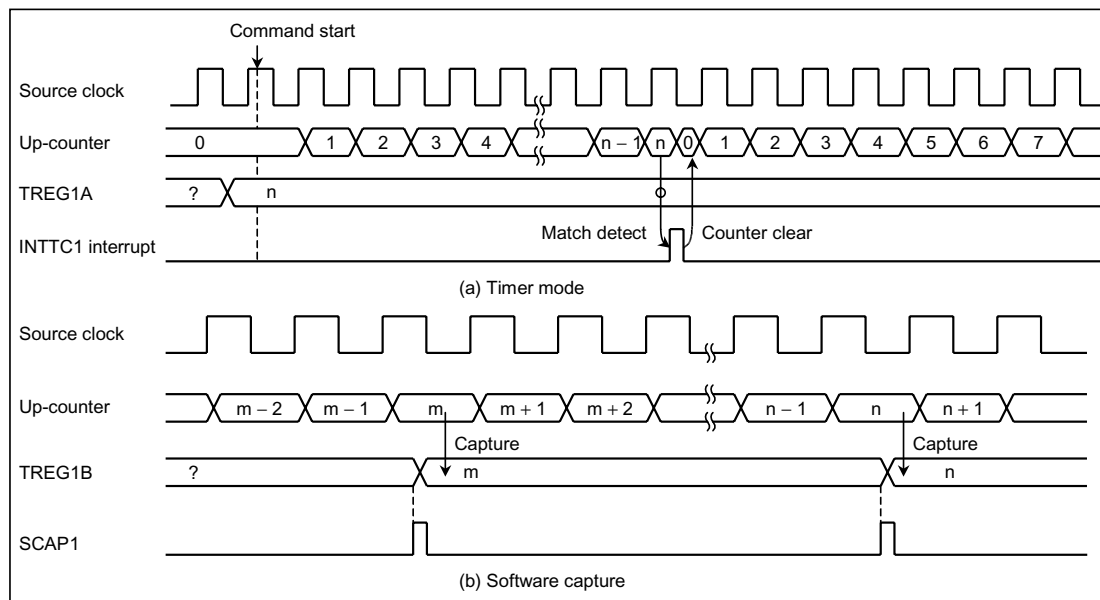 Command start
Source clock
Up-counter 0 1 2 3 4 n – 1 n 0 1 2 3 4 5 6 7
TREG1A ? n
INTTC1 interrupt Match detect Counter clear
(a) Timer mode
Source clock
Up-counter m – 2 m – 1 m m + 1 m + 2 n – 1 n n + 1
Capture Capture
TREG1B ? m n
SCAP1
(b) Software capture